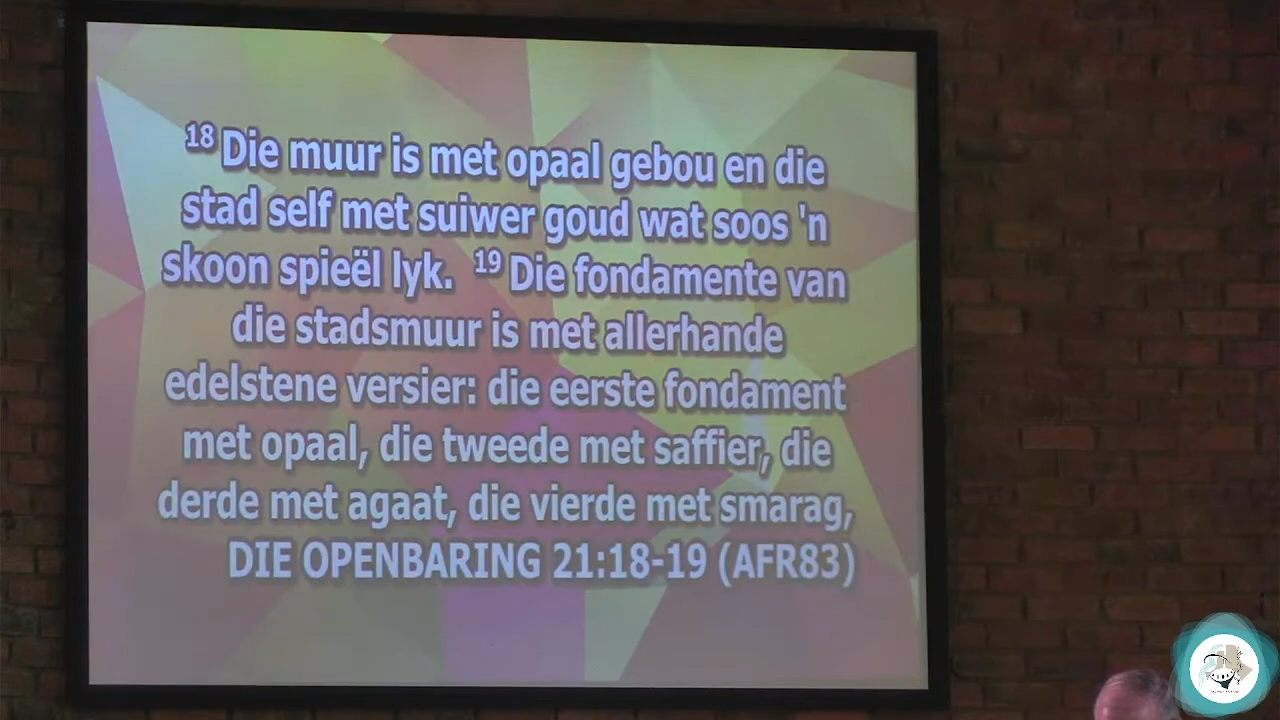 18 Die muur is met opaal gebou en die
stad self met suiwer goud wat soos 'n
skoon spieël lyk. 19 Die fondamente van
die stadsmuur is met allerhande
edelstene versier: die eerste fondament
met opaal, die tweede met saffier, die
derde met agaat, die vierde met smarag,
DIE OPENBARING 21:18-19 (AFR83)